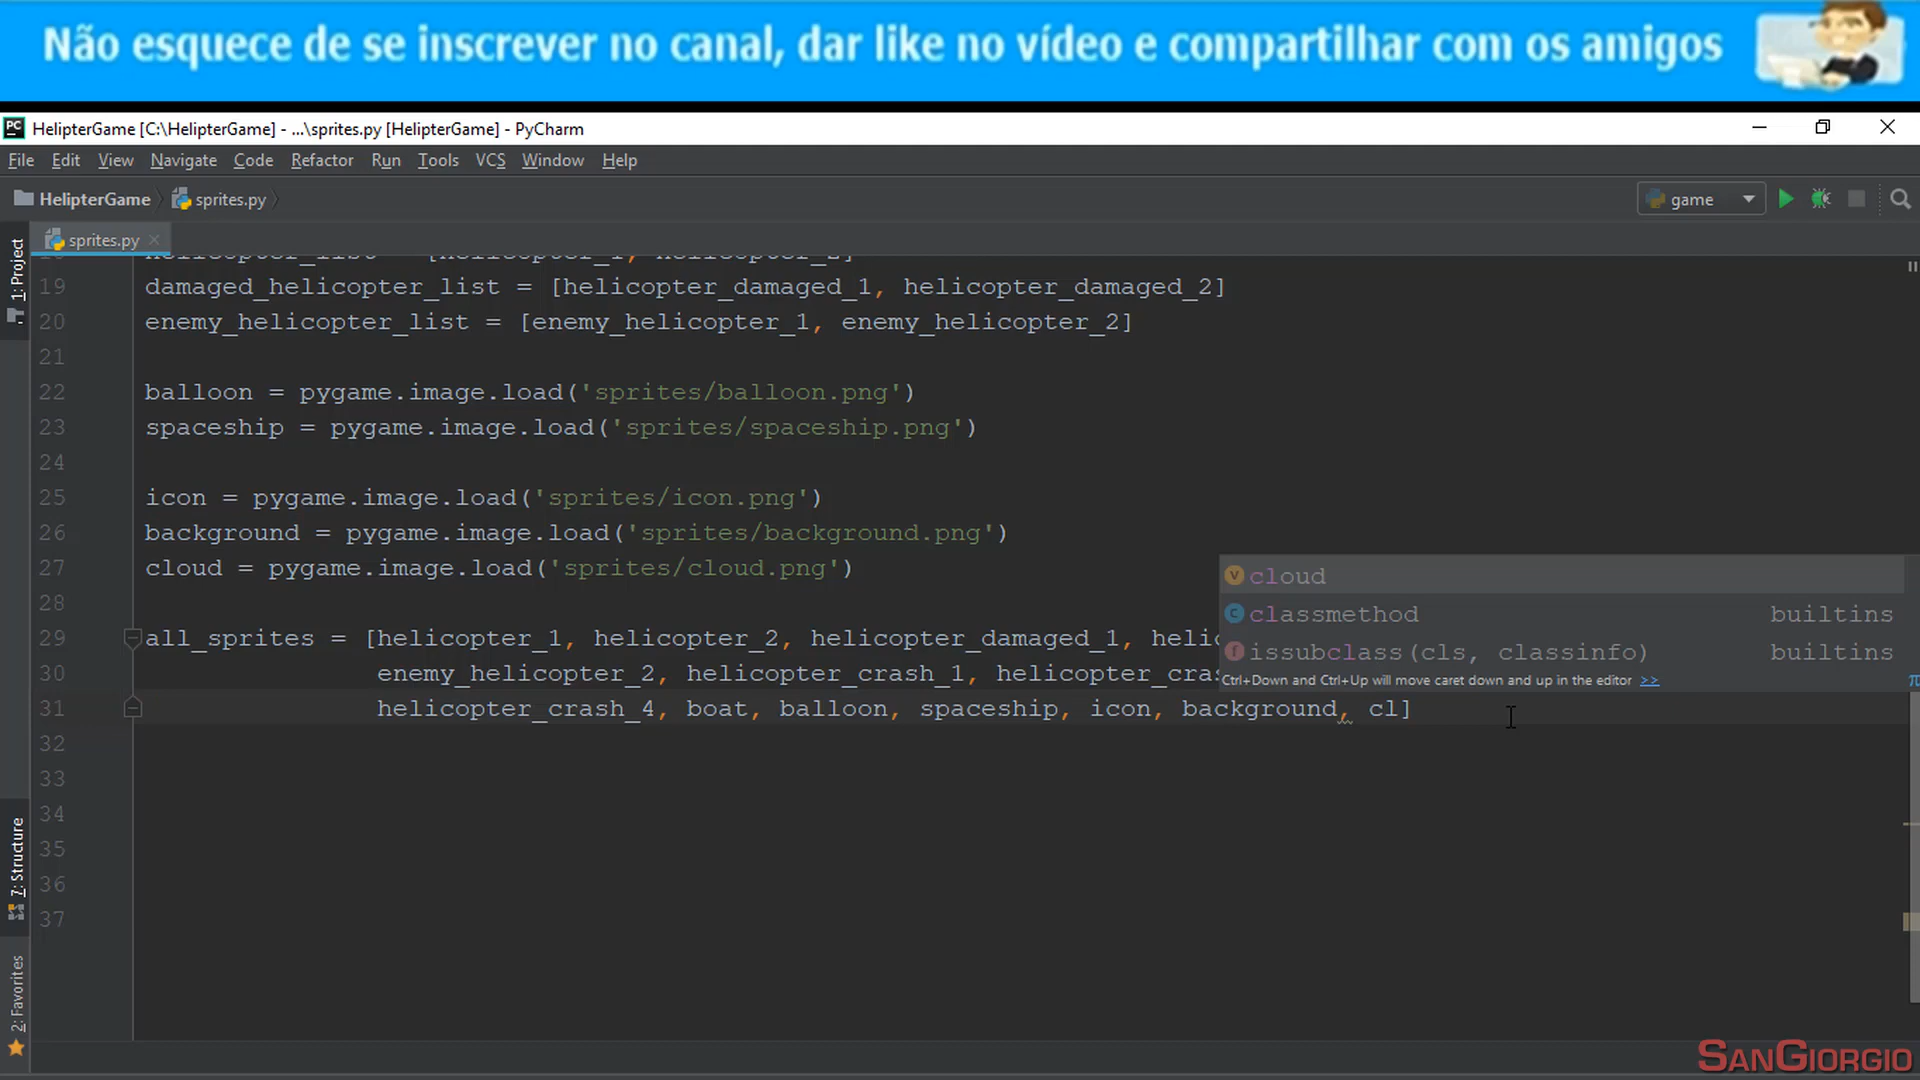 Não esquece de se inscrever no canal, dar like no vídeo e compartilhar com os amigos
PC HelipterGame [C:\HelipterGame] - ...\sprites.py [HelipterGame] - PyCharm
File Edit View Navigate Code Refactor Run Tools VCS Window Help
HelipterGame sprites.py game
sprites.py
1: Project
19 damaged_helicopter_list = [helicopter_damaged_1, helicopter_damaged_2]
20 enemy_helicopter_list = [enemy_helicopter_1, enemy_helicopter_2]
21
22 balloon = pygame.image.load('sprites/balloon.png')
23 spaceship = pygame.image.load('sprites/spaceship.png')
24
25 icon = pygame.image.load('sprites/icon.png')
26 background = pygame.image.load('sprites/background.png')
27 cloud = pygame.image.load('sprites/cloud.png')
28
29 all_sprites = [helicopter_1, helicopter_2, helicopter_damaged_1, helic
30 enemy_helicopter_2, helicopter_crash_1, helicopter_cras
31 helicopter_crash_4, boat, balloon, spaceship, icon, background, cl]
32
33
34
35
36
37
v cloud
C classmethod builtins
f issubclass(cls, classinfo) builtins
Ctrl+Down and Ctrl+Up will move caret down and up in the editor >> π
7: Structure
2: Favorites
SANGIORGIO